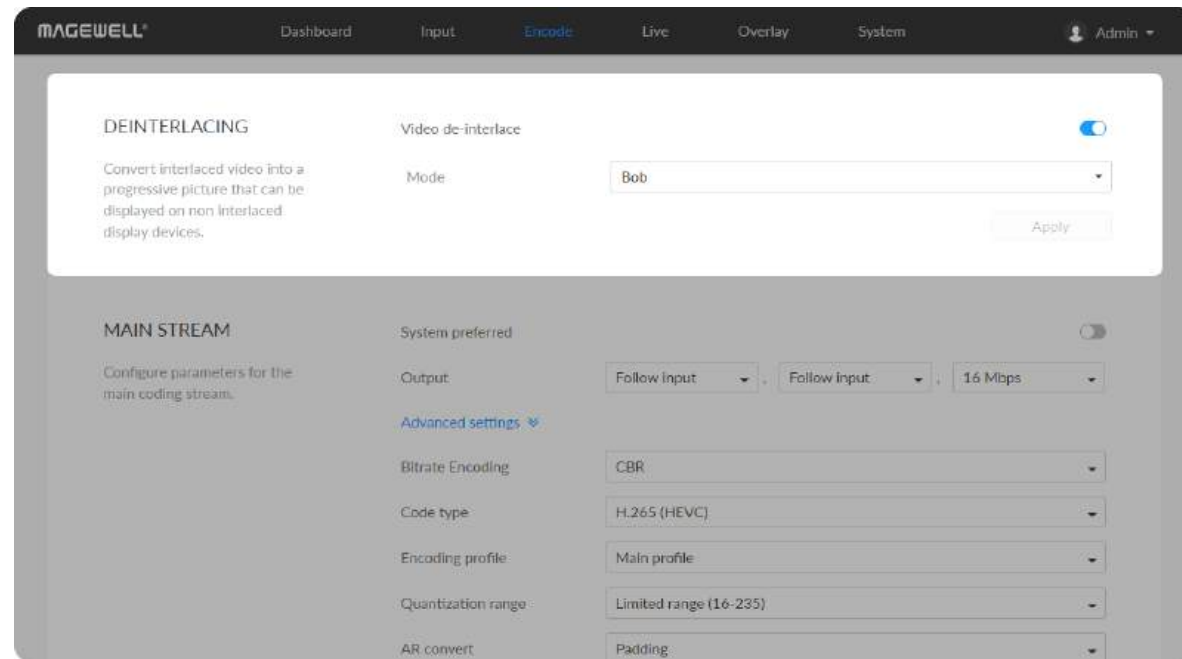 MAGEWELL®
Dashboard Input Encode Live Overlay System Admin
DEINTERLACING
Video de-interlace
Convert interlaced video into a
progressive picture that can be
displayed on non interlaced
display devices.
Mode Bob
Apply
MAIN STREAM
System preferred
Configure parameters for the
main coding stream.
Output Follow input , Follow input , 16 Mbps
Advanced settings
Bitrate Encoding CBR
Code type H.265 (HEVC)
Encoding profile Main profile
Quantization range Limited range (16-235)
AR convert Padding